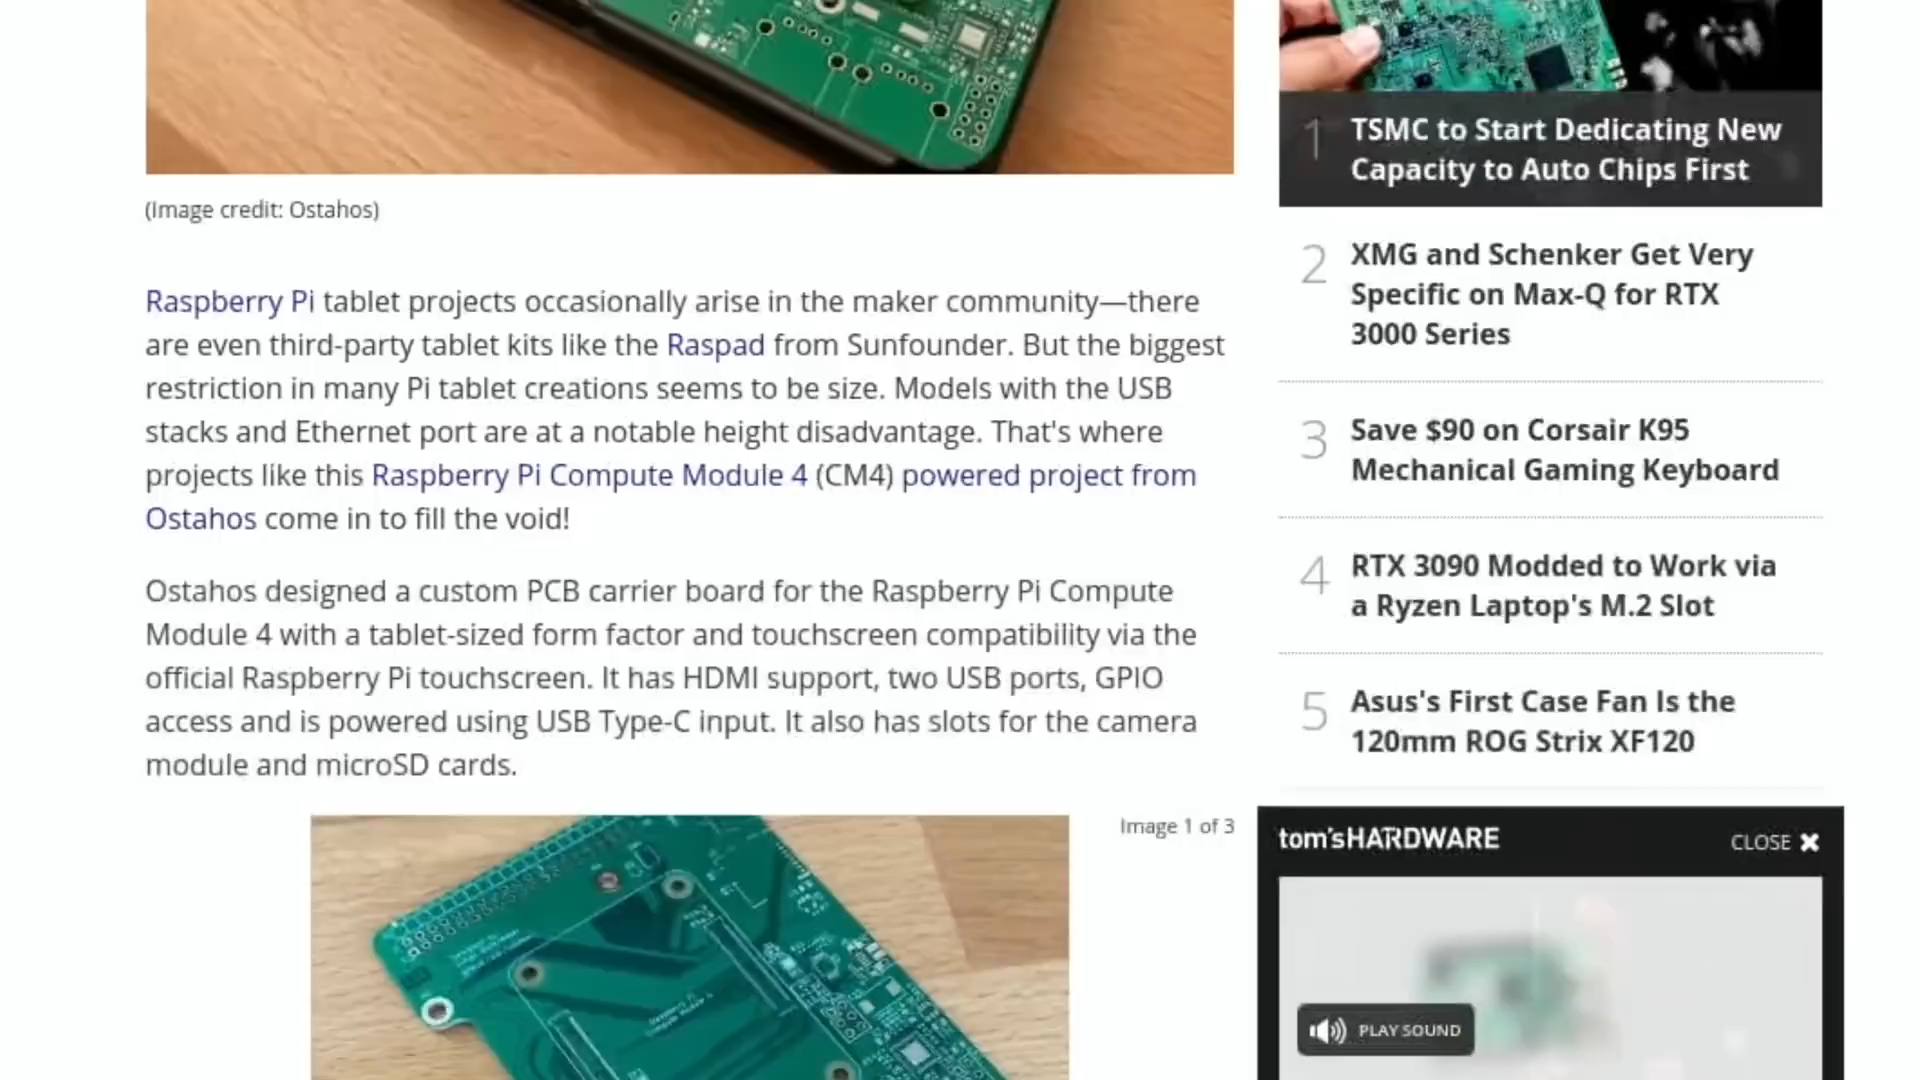 (Image credit: Ostahos)
Raspberry Pi tablet projects occasionally arise in the maker community—there
are even third-party tablet kits like the Raspad from Sunfounder. But the biggest
restriction in many Pi tablet creations seems to be size. Models with the USB
stacks and Ethernet port are at a notable height disadvantage. That's where
projects like this Raspberry Pi Compute Module 4 (CM4) powered project from
Ostahos come in to fill the void!
Ostahos designed a custom PCB carrier board for the Raspberry Pi Compute
Module 4 with a tablet-sized form factor and touchscreen compatibility via the
official Raspberry Pi touchscreen. It has HDMI support, two USB ports, GPIO
access and is powered using USB Type-C input. It also has slots for the camera
module and microSD cards.
Image 1 of 3
1
TSMC to Start Dedicating New
Capacity to Auto Chips First
2
XMG and Schenker Get Very
Specific on Max-Q for RTX
3000 Series
3
Save $90 on Corsair K95
Mechanical Gaming Keyboard
4
RTX 3090 Modded to Work via
a Ryzen Laptop's M.2 Slot
5
Asus's First Case Fan Is the
120mm ROG Strix XF120
tom'sHARDWARE
CLOSE ✖
PLAY SOUND